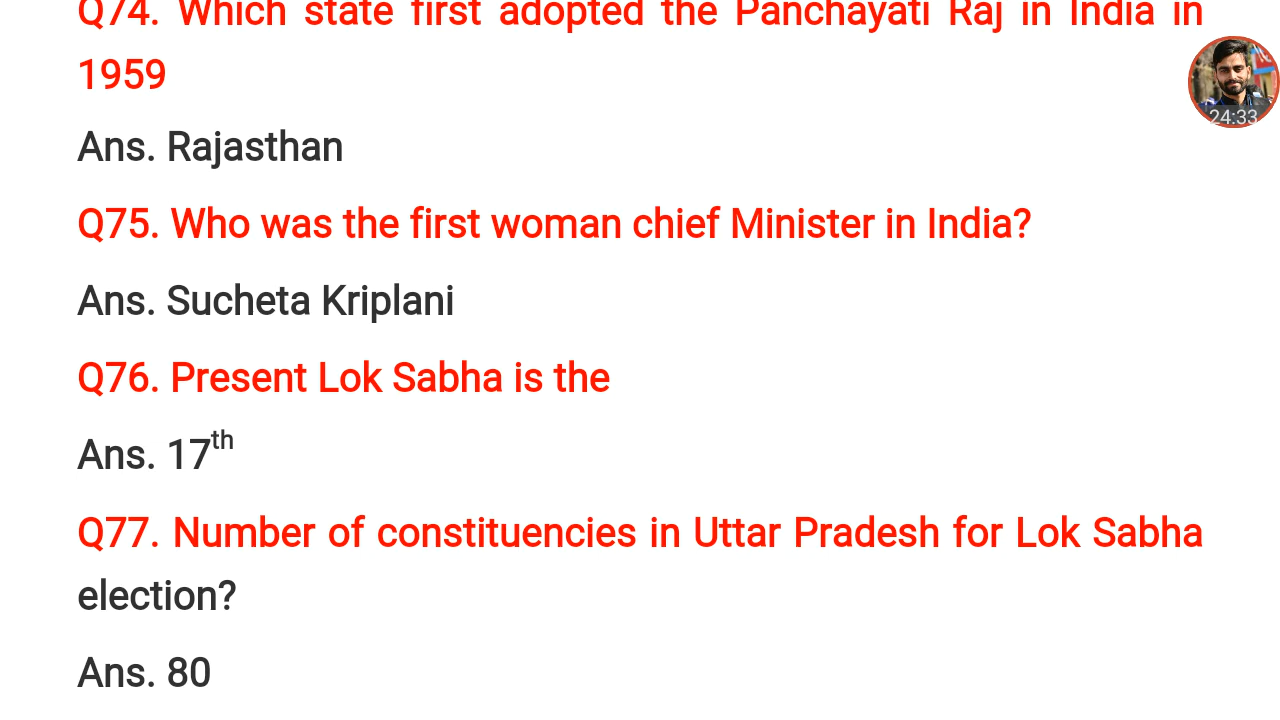 Q74. Which state first adopted the Panchayati Raj in India in
1959
24:33
Ans. Rajasthan
Q75. Who was the first woman chief Minister in India?
Ans. Sucheta Kriplani
Q76. Present Lok Sabha is the
Ans. 17th
Q77. Number of constituencies in Uttar Pradesh for Lok Sabha
election?
Ans. 80